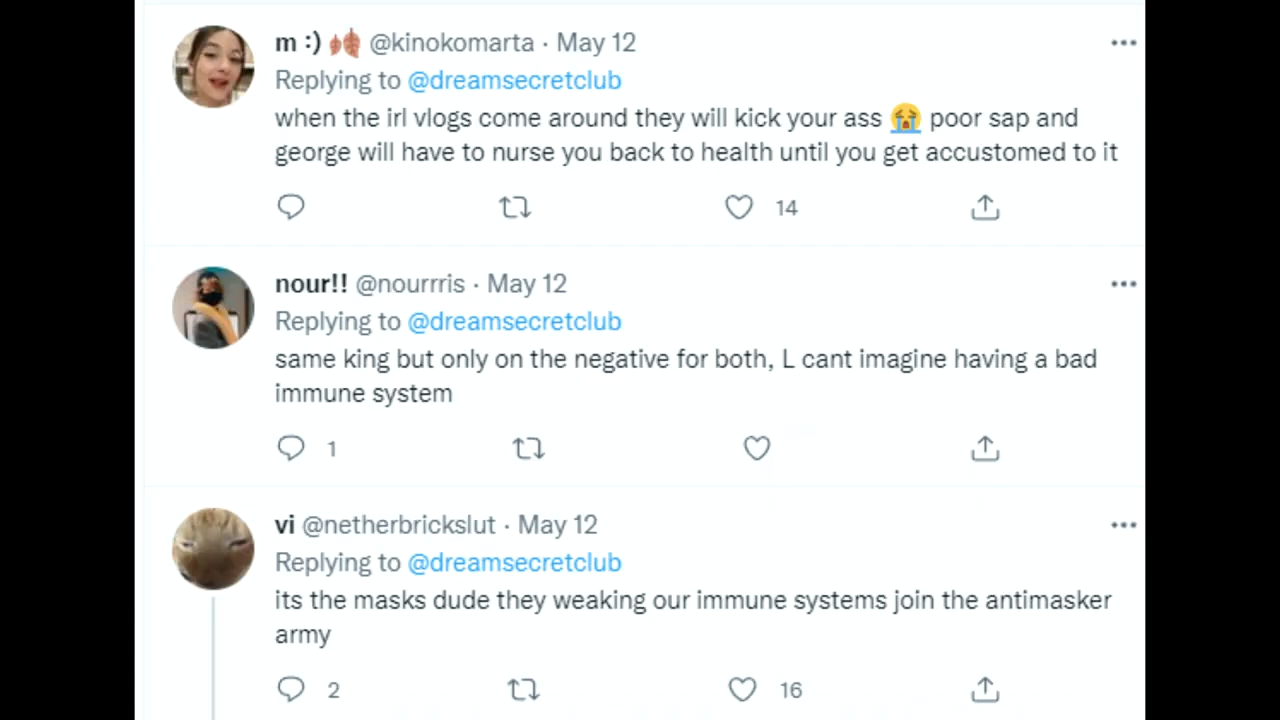 m :) 🍂 @kinokomarta · May 12
Replying to @dreamsecretclub
when the irl vlogs come around they will kick your ass 😭 poor sap and
george will have to nurse you back to health until you get accustomed to it
14
nour!! @nourrris · May 12
Replying to @dreamsecretclub
same king but only on the negative for both, L cant imagine having a bad
immune system
1
vi @netherbrickslut · May 12
Replying to @dreamsecretclub
its the masks dude they weaking our immune systems join the antimasker
army
2 16